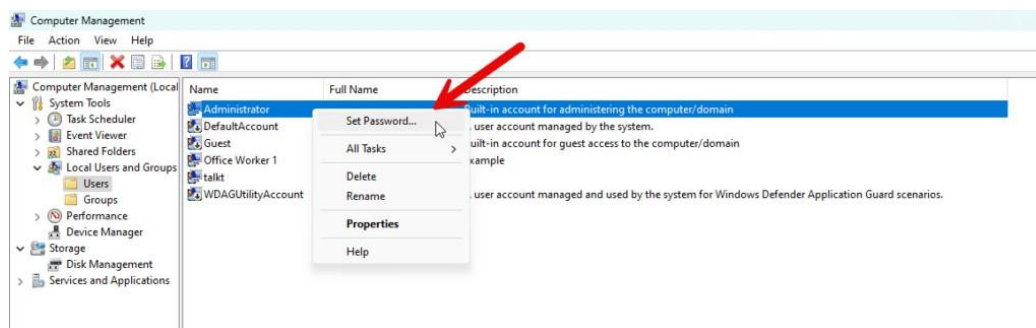 Computer Management
File Action View Help
Computer Management (Local
System Tools
Task Scheduler
Event Viewer
Shared Folders
Local Users and Groups
Users
Groups
Performance
Device Manager
Storage
Disk Management
Services and Applications
Name Full Name Description
Administrator uilt-in account for administering the computer/domain
DefaultAccount user account managed by the system.
Guest uilt-in account for guest access to the computer/domain
Office Worker 1 xample
talkt
WDAGUtilityAccount user account managed and used by the system for Windows Defender Application Guard scenarios.
Set Password...
All Tasks
Delete
Rename
Properties
Help